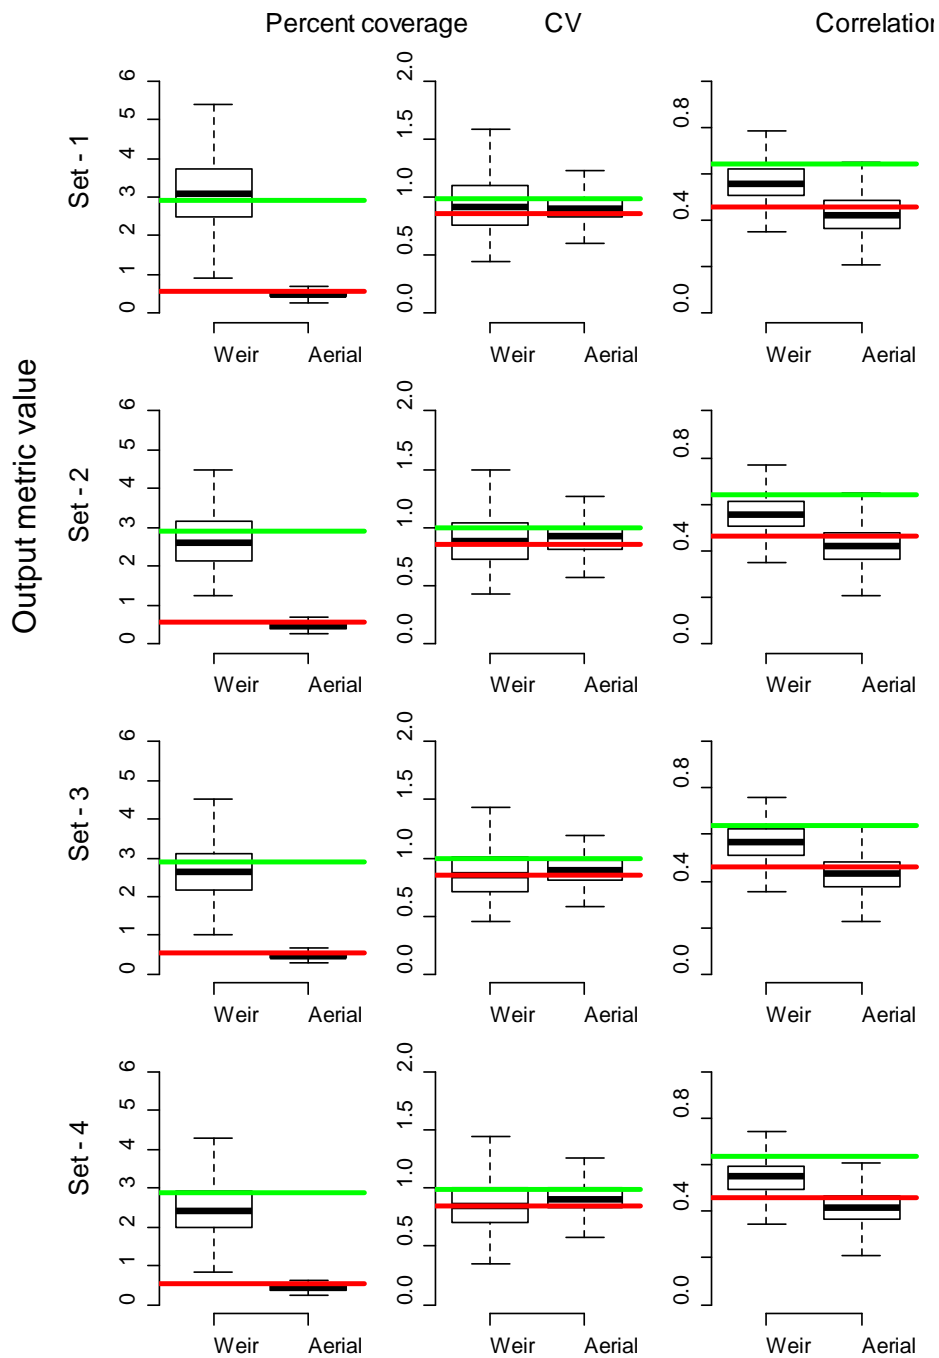 Percent coverage CV Correlation
Output metric value
Set - 1
0 1 2 3 4 5 6
Weir Aerial
0.0 0.5 1.0 1.5 2.0
Weir Aerial
0.0 0.4 0.8
Weir Aerial
Set - 2
0 1 2 3 4 5 6
Weir Aerial
0.0 0.5 1.0 1.5 2.0
Weir Aerial
0.0 0.4 0.8
Weir Aerial
Set - 3
0 1 2 3 4 5 6
Weir Aerial
0.0 0.5 1.0 1.5 2.0
Weir Aerial
0.0 0.4 0.8
Weir Aerial
Set - 4
0 1 2 3 4 5 6
Weir Aerial
0.0 0.5 1.0 1.5 2.0
Weir Aerial
0.0 0.4 0.8
Weir Aerial